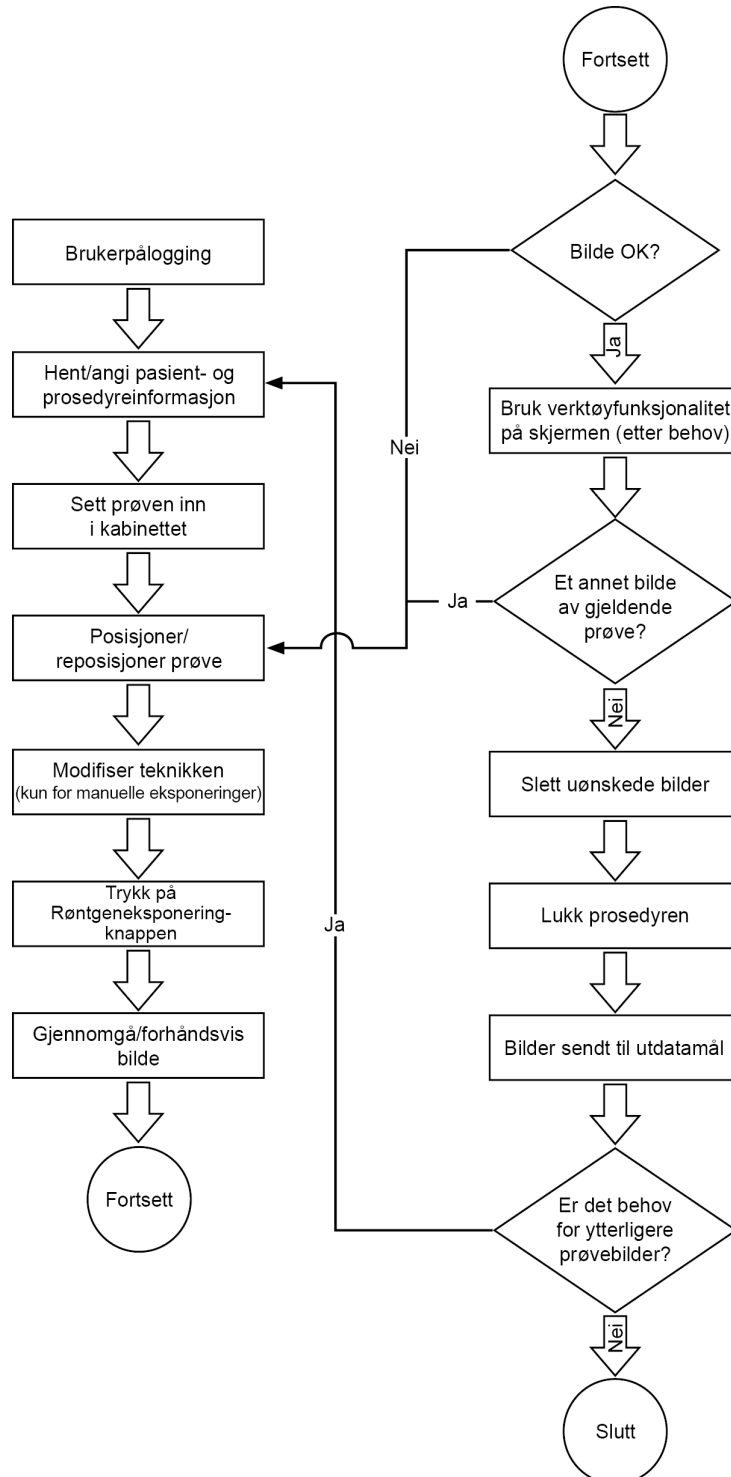 Brukerpålogging
Hent/angi pasient- og
prosedyreinformasjon
Sett prøven inn
i kabinettet
Posisjoner/
reposisjoner prøve
Modifiser teknikken
(kun for manuelle eksponeringer)
Trykk på
Røntgeneksponering-
knappen
Gjennomgå/forhåndsvis
bilde
Fortsett
Fortsett
Bilde OK?
Nei
Ja
Bruk verktøyfunksjonalitet
på skjermen (etter behov)
Et annet bilde
av gjeldende
prøve?
Ja
Nei
Slett uønskede bilder
Lukk prosedyren
Bilder sendt til utdatamål
Er det behov
for ytterligere
prøvebilder?
Ja
Nei
Slutt